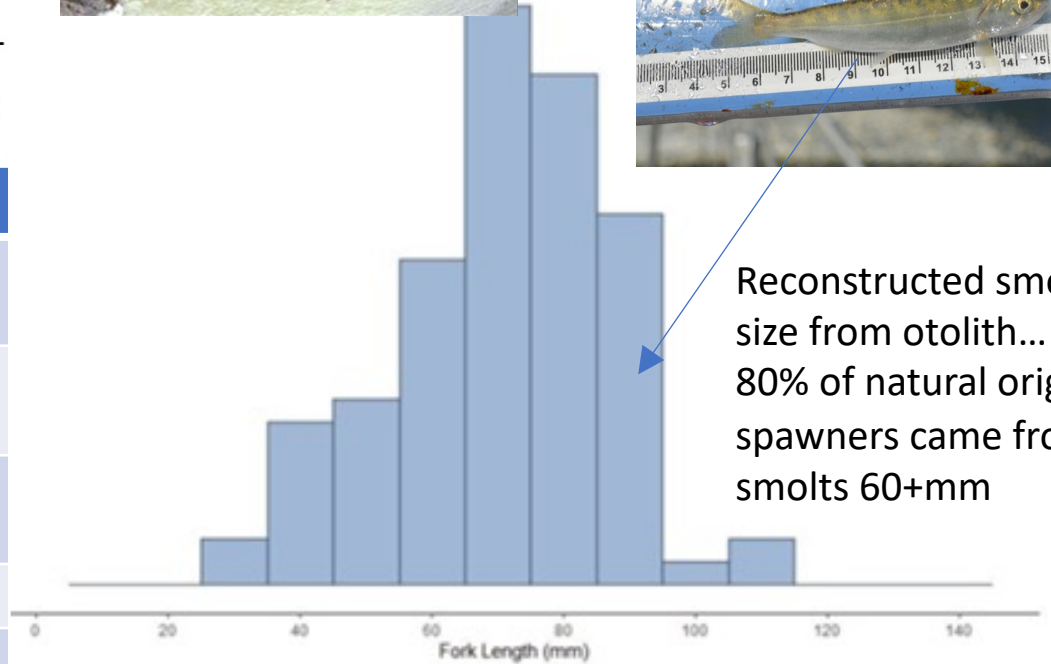 3 4 5 6 7 8 9 10 11 12 13 14 15
Reconstructed smo
size from otolith...
80% of natural orig
spawners came fro
smolts 60+mm
0 20 40 60 80 100 120 140
Fork Length (mm)